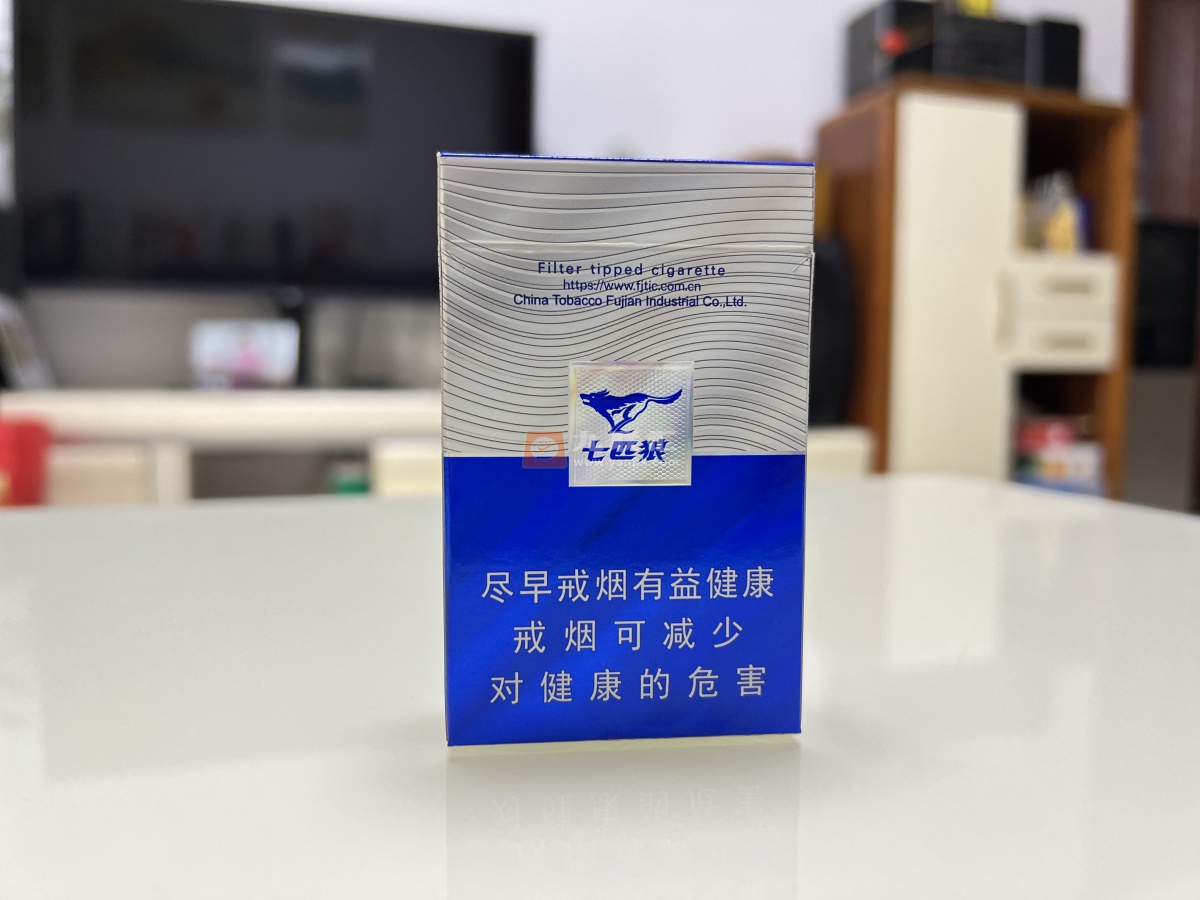 Filter tipped cigarette
https://www.fjtic.com.cn
China Tobacco Fujian Industrial Co.,Ltd.
七匹狼
尽早戒烟有益健康
戒烟可减少
对健康的危害